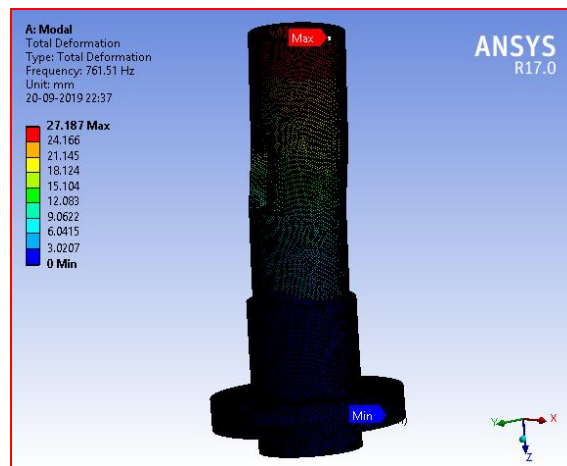 A: Modal
Total Deformation
Type: Total Deformation
Frequency: 761.51 Hz
Unit: mm
20-09-2019 22:37
27.187 Max
24.166
21.145
18.124
15.104
12.083
9.0622
6.0415
3.0207
0 Min
Max
ANSYS
R17.0
Min
Y
X
Z